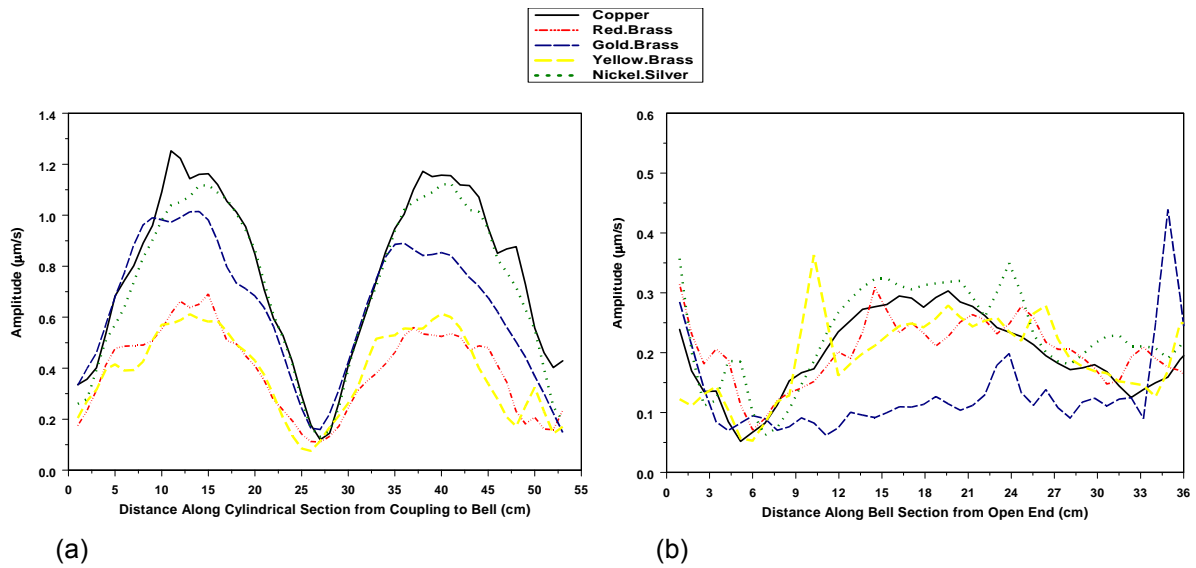 Copper
Red.Brass
Gold.Brass
Yellow.Brass
Nickel.Silver
1.4
1.2
1.0
0.8
0.6
0.4
0.2
0.0
Amplitude (µm/s)
0 5 10 15 20 25 30 35 40 45 50 55
Distance Along Cylindrical Section from Coupling to Bell (cm)
(a)
0.6
0.5
0.4
0.3
0.2
0.1
0.0
Amplitude (µm/s)
0 3 6 9 12 15 18 21 24 27 30 33 36
Distance Along Bell Section from Open End (cm)
(b)